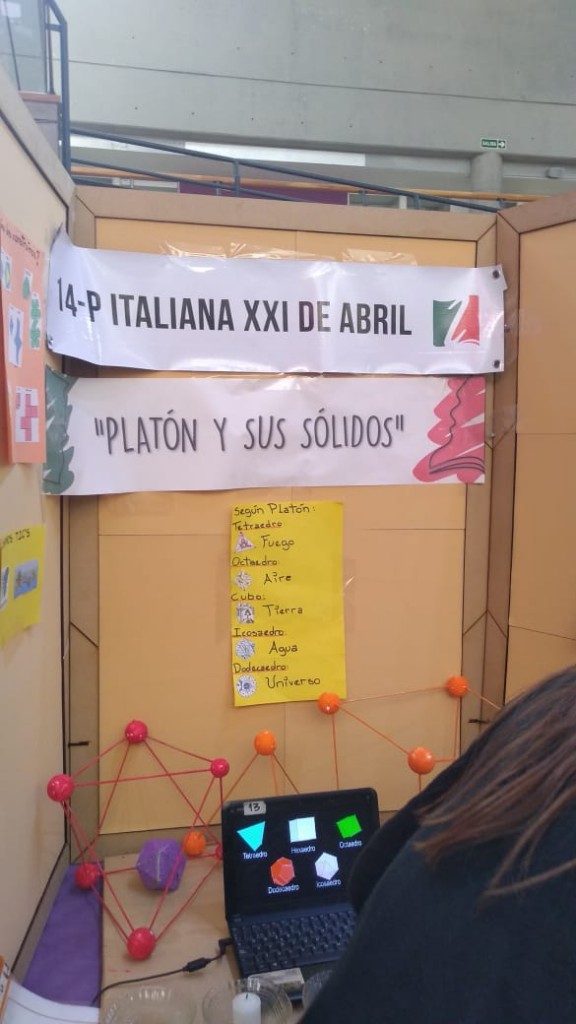 SALIDA
14-P ITALIANA XXI DE ABRIL
"PLATÓN Y SUS SÓLIDOS"
Según Platón:
Tetraedro:
Fuego
Octaedro:
Aire
Cubo:
Tierra
Icosaedro:
Agua
Dodecaedro:
Universo
13
Tetraedro
Hexaedro
Octaedro
Dodecaedro
Icosaedro